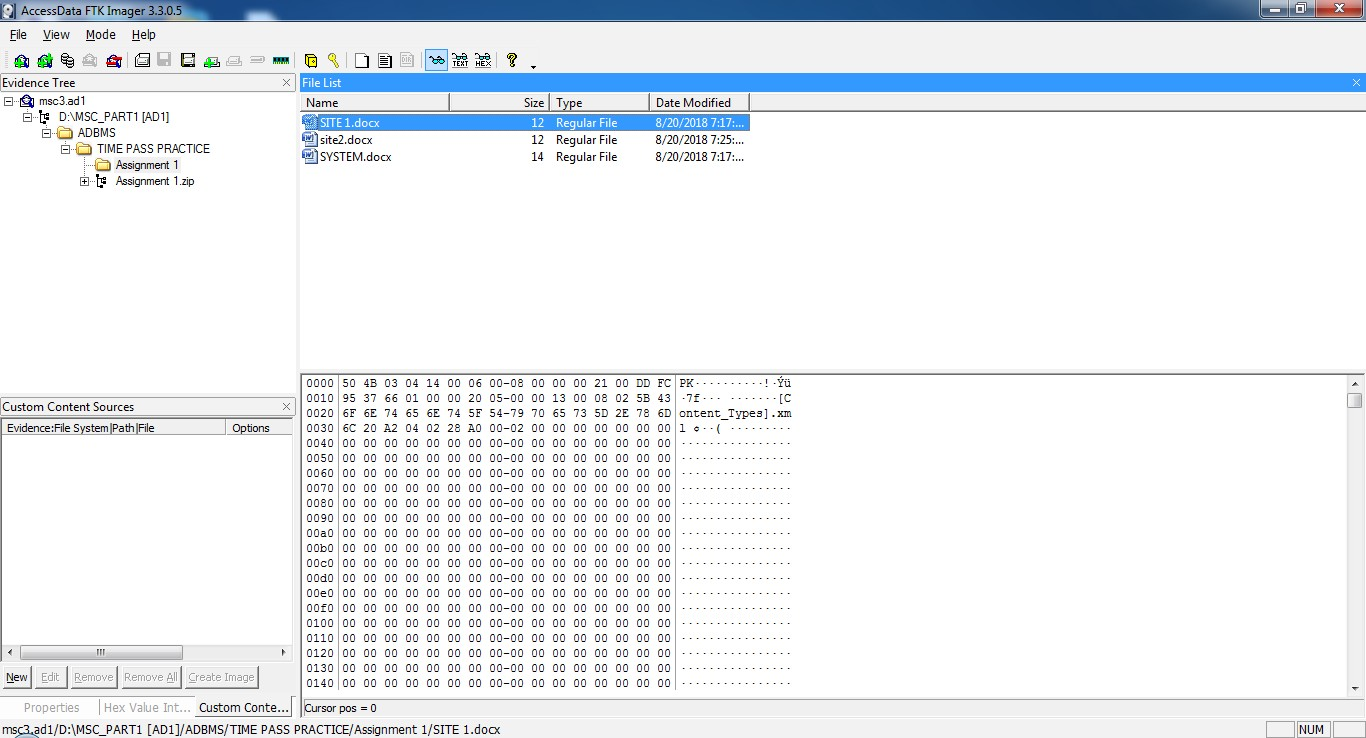 AccessData FTK Imager 3.3.0.5
File View Mode Help
TEXT HEX
Evidence Tree
msc3.ad1
D:\MSC_PART1 [AD1]
ADBMS
TIME PASS PRACTICE
Assignment 1
Assignment 1.zip
File List
Name Size Type Date Modified
SITE 1.docx 12 Regular File 8/20/2018 7:17:...
site2.docx 12 Regular File 8/20/2018 7:25:...
SYSTEM.docx 14 Regular File 8/20/2018 7:17:...
Custom Content Sources
Evidence:File System|Path|File Options
New Edit Remove Remove All Create Image
Properties Hex Value Int... Custom Conte...
0000 50 4B 03 04 14 00 06 00-08 00 00 00 21 00 DD FC PK··········!·Ýü
0010 95 37 66 01 00 00 20 05-00 00 13 00 08 02 5B 43 ·7f··· ·······[C
0020 6F 6E 74 65 6E 74 5F 54-79 70 65 73 5D 2E 78 6D ontent_Types].xm
0030 6C 20 A2 04 02 28 A0 00-02 00 00 00 00 00 00 00 l ¢··( ·········
0040 00 00 00 00 00 00 00 00-00 00 00 00 00 00 00 00 ················
0050 00 00 00 00 00 00 00 00-00 00 00 00 00 00 00 00 ················
0060 00 00 00 00 00 00 00 00-00 00 00 00 00 00 00 00 ················
0070 00 00 00 00 00 00 00 00-00 00 00 00 00 00 00 00 ················
0080 00 00 00 00 00 00 00 00-00 00 00 00 00 00 00 00 ················
0090 00 00 00 00 00 00 00 00-00 00 00 00 00 00 00 00 ················
00a0 00 00 00 00 00 00 00 00-00 00 00 00 00 00 00 00 ················
00b0 00 00 00 00 00 00 00 00-00 00 00 00 00 00 00 00 ················
00c0 00 00 00 00 00 00 00 00-00 00 00 00 00 00 00 00 ················
00d0 00 00 00 00 00 00 00 00-00 00 00 00 00 00 00 00 ················
00e0 00 00 00 00 00 00 00 00-00 00 00 00 00 00 00 00 ················
00f0 00 00 00 00 00 00 00 00-00 00 00 00 00 00 00 00 ················
0100 00 00 00 00 00 00 00 00-00 00 00 00 00 00 00 00 ················
0110 00 00 00 00 00 00 00 00-00 00 00 00 00 00 00 00 ················
0120 00 00 00 00 00 00 00 00-00 00 00 00 00 00 00 00 ················
0130 00 00 00 00 00 00 00 00-00 00 00 00 00 00 00 00 ················
0140 00 00 00 00 00 00 00 00-00 00 00 00 00 00 00 00 ················
Cursor pos = 0
msc3.ad1/D:\MSC_PART1 [AD1]/ADBMS/TIME PASS PRACTICE/Assignment 1/SITE 1.docx
NUM